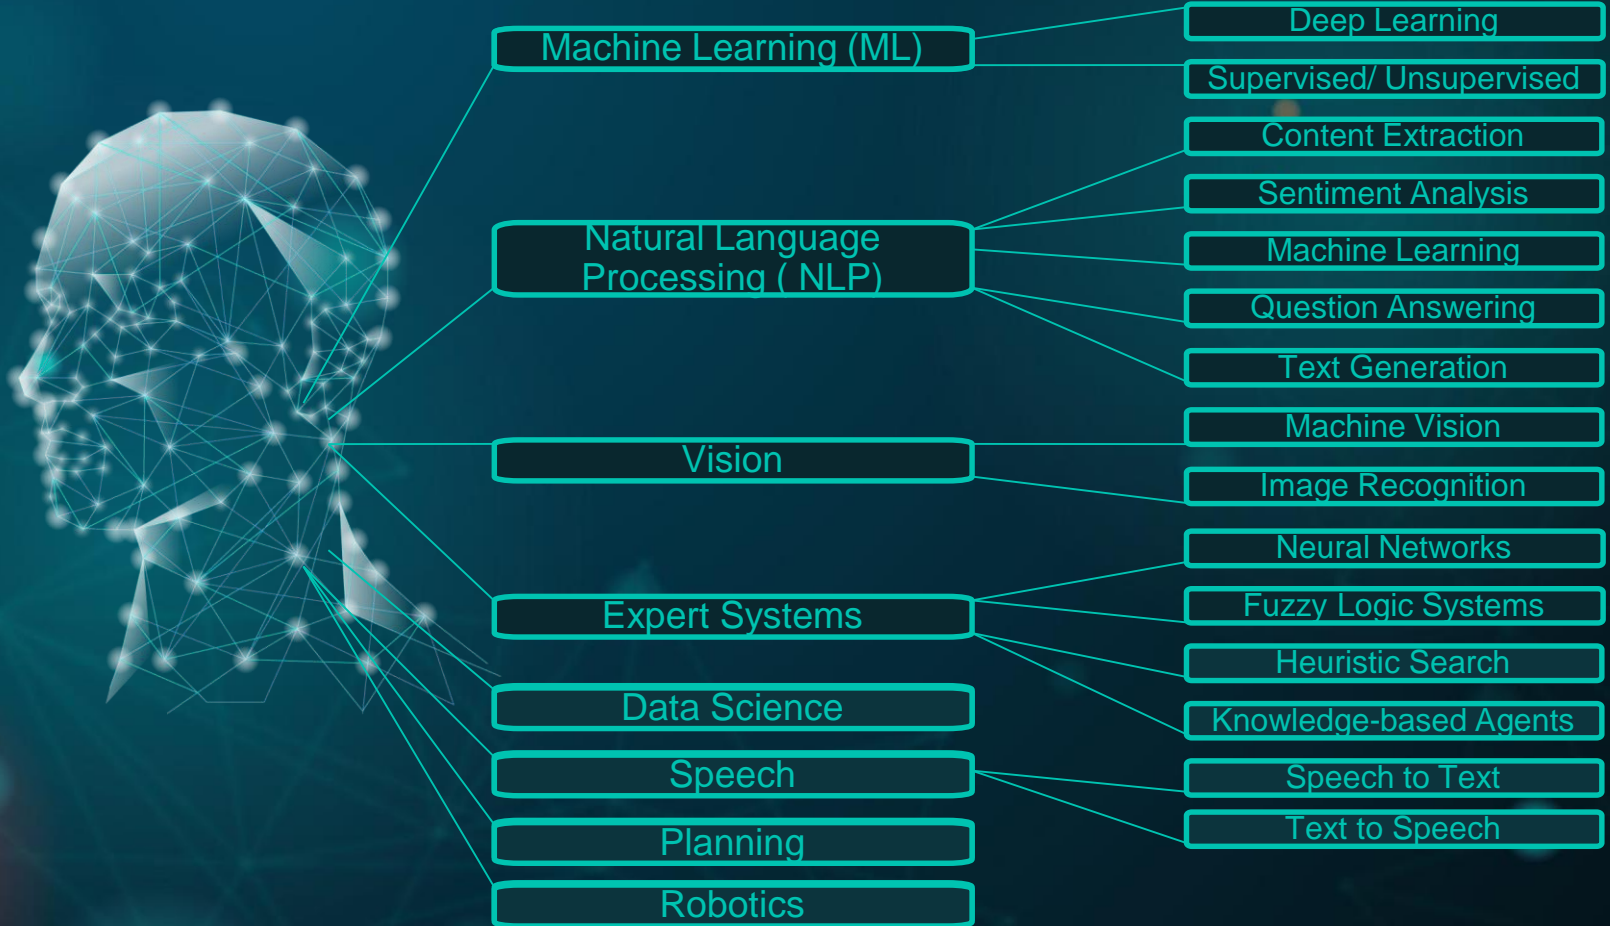 Machine Learning (ML)
Deep Learning
Supervised/ Unsupervised
Natural Language
Processing ( NLP)
Content Extraction
Sentiment Analysis
Machine Learning
Question Answering
Text Generation
Vision
Machine Vision
Image Recognition
Expert Systems
Neural Networks
Fuzzy Logic Systems
Heuristic Search
Knowledge-based Agents
Data Science
Speech
Speech to Text
Text to Speech
Planning
Robotics